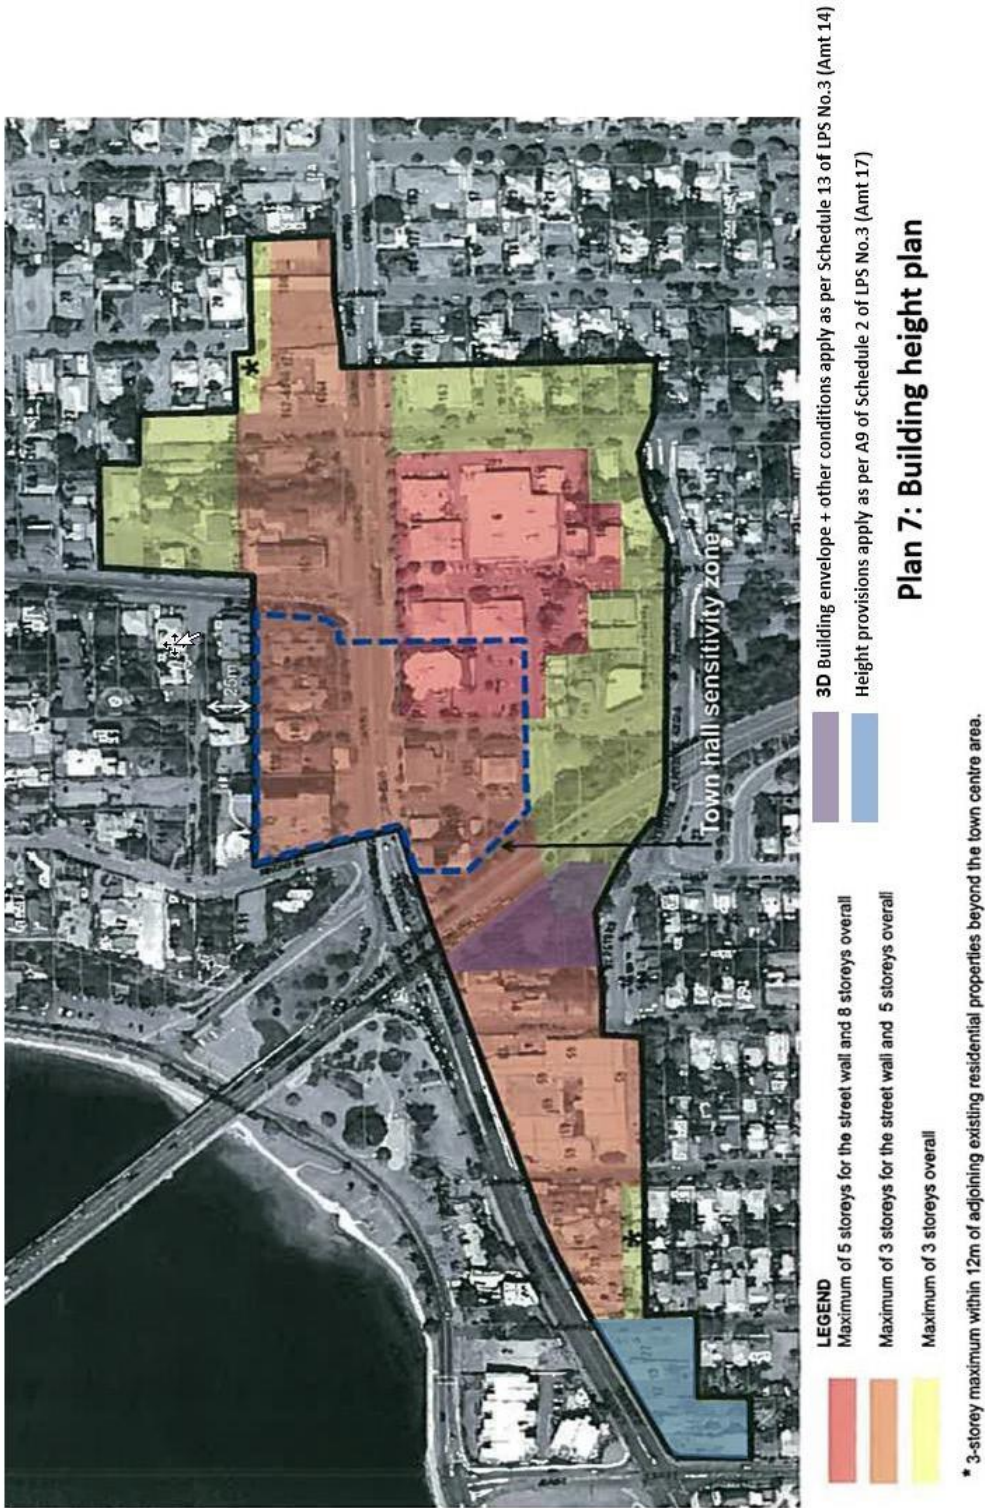 25m
Town hall sensitivity zone
LEGEND
Maximum of 5 storeys for the street wall and 8 storeys overall
Maximum of 3 storeys for the street wall and 5 storeys overall
Maximum of 3 storeys overall
3D Building envelope + other conditions apply as per Schedule 13 of LPS No.3 (Amt 14)
Height provisions apply as per A9 of Schedule 2 of LPS No.3 (Amt 17)
Plan 7: Building height plan
* 3-storey maximum within 12m of adjoining existing residential properties beyond the town centre area.